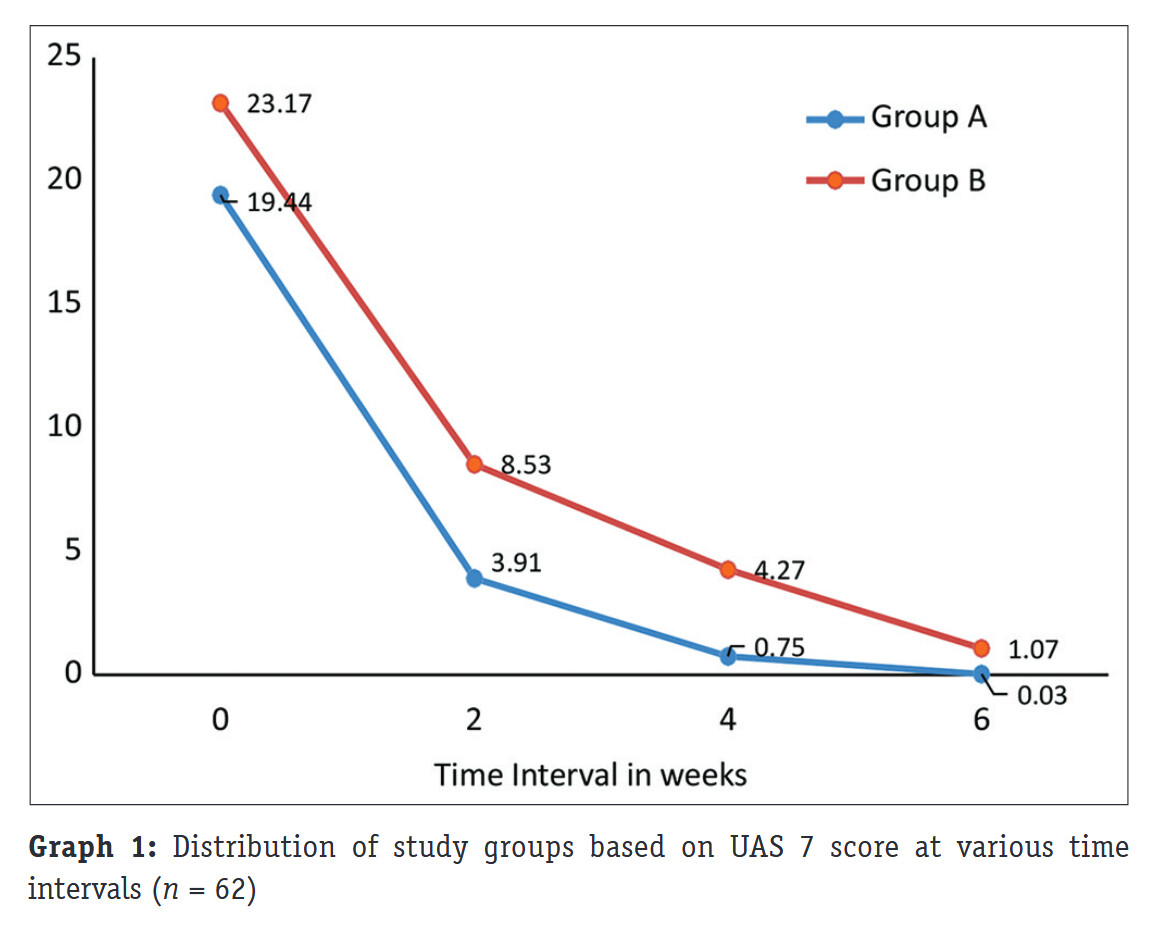 25
23.17
Group A
20
Group B
19.44
15
10
8.53
5
3.91
4.27
0.75
1.07
0
0.03
0 2 4 6
Time Interval in weeks
Graph 1: Distribution of study groups based on UAS 7 score at various time
intervals (n = 62)